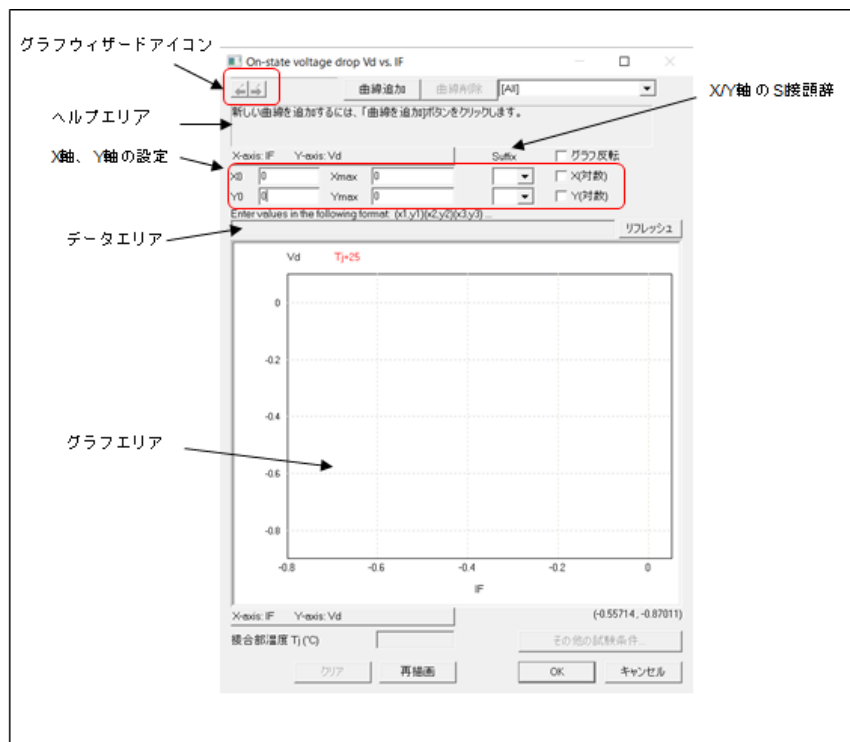 グラフウィザードアイコン
On-state voltage drop Vd vs. IF
曲線追加 曲線削除 [All]
X/Y軸のSI接頭辞
ヘルプエリア
新しい曲線を追加するには、「曲線を追加]ボタンをクリックします。
X軸、Y軸の設定
X-axis: IF Y-axis: Vd Suffix グラフ反転
X0 0 Xmax 0 X(対数)
Y0 0 Ymax 0 Y(対数)
Enter values in the following format: (x1,y1)(x2,y2)(x3,y3) ...
データエリア
リフレッシュ
Vd Tj=25
0
-0.2
-0.4
グラフエリア
-0.6
-0.8
-0.8 -0.6 -0.4 -0.2 0
IF
X-axis: IF Y-axis: Vd (-0.55714, -0.87011)
接合部温度 Tj (℃) その他の試験条件...
クリア 再描画 OK キャンセル